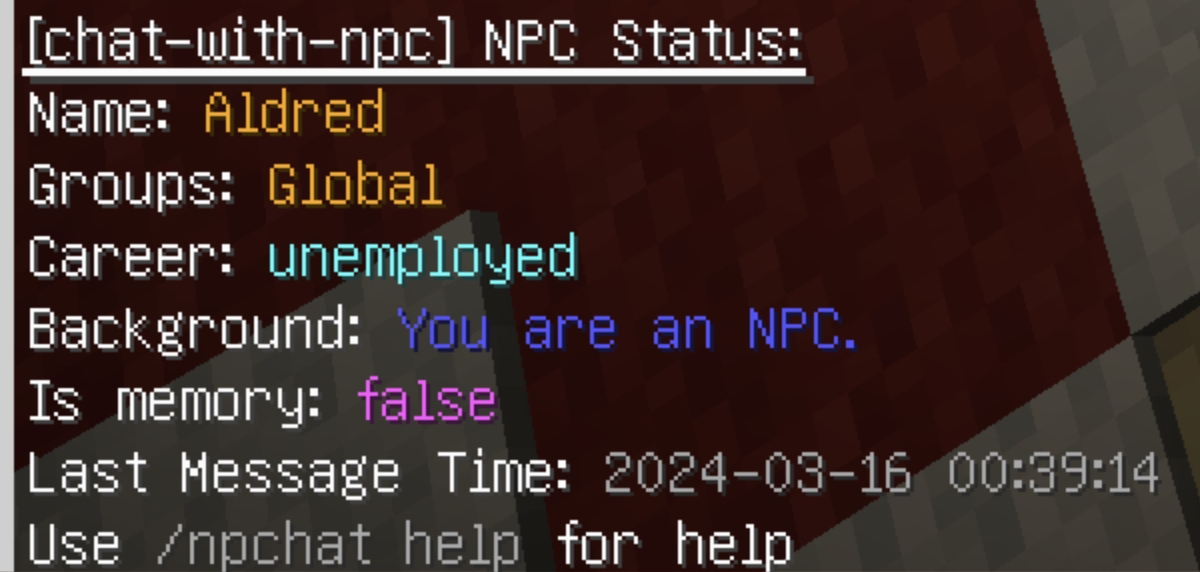 [chat-with-npc] NPC Status:
Name: Aldred
Groups: Global
Career: unemployed
Background: You are an NPC.
Is memory: false
Last Message Time: 2024-03-16 00:39:14
Use /npchat help for help